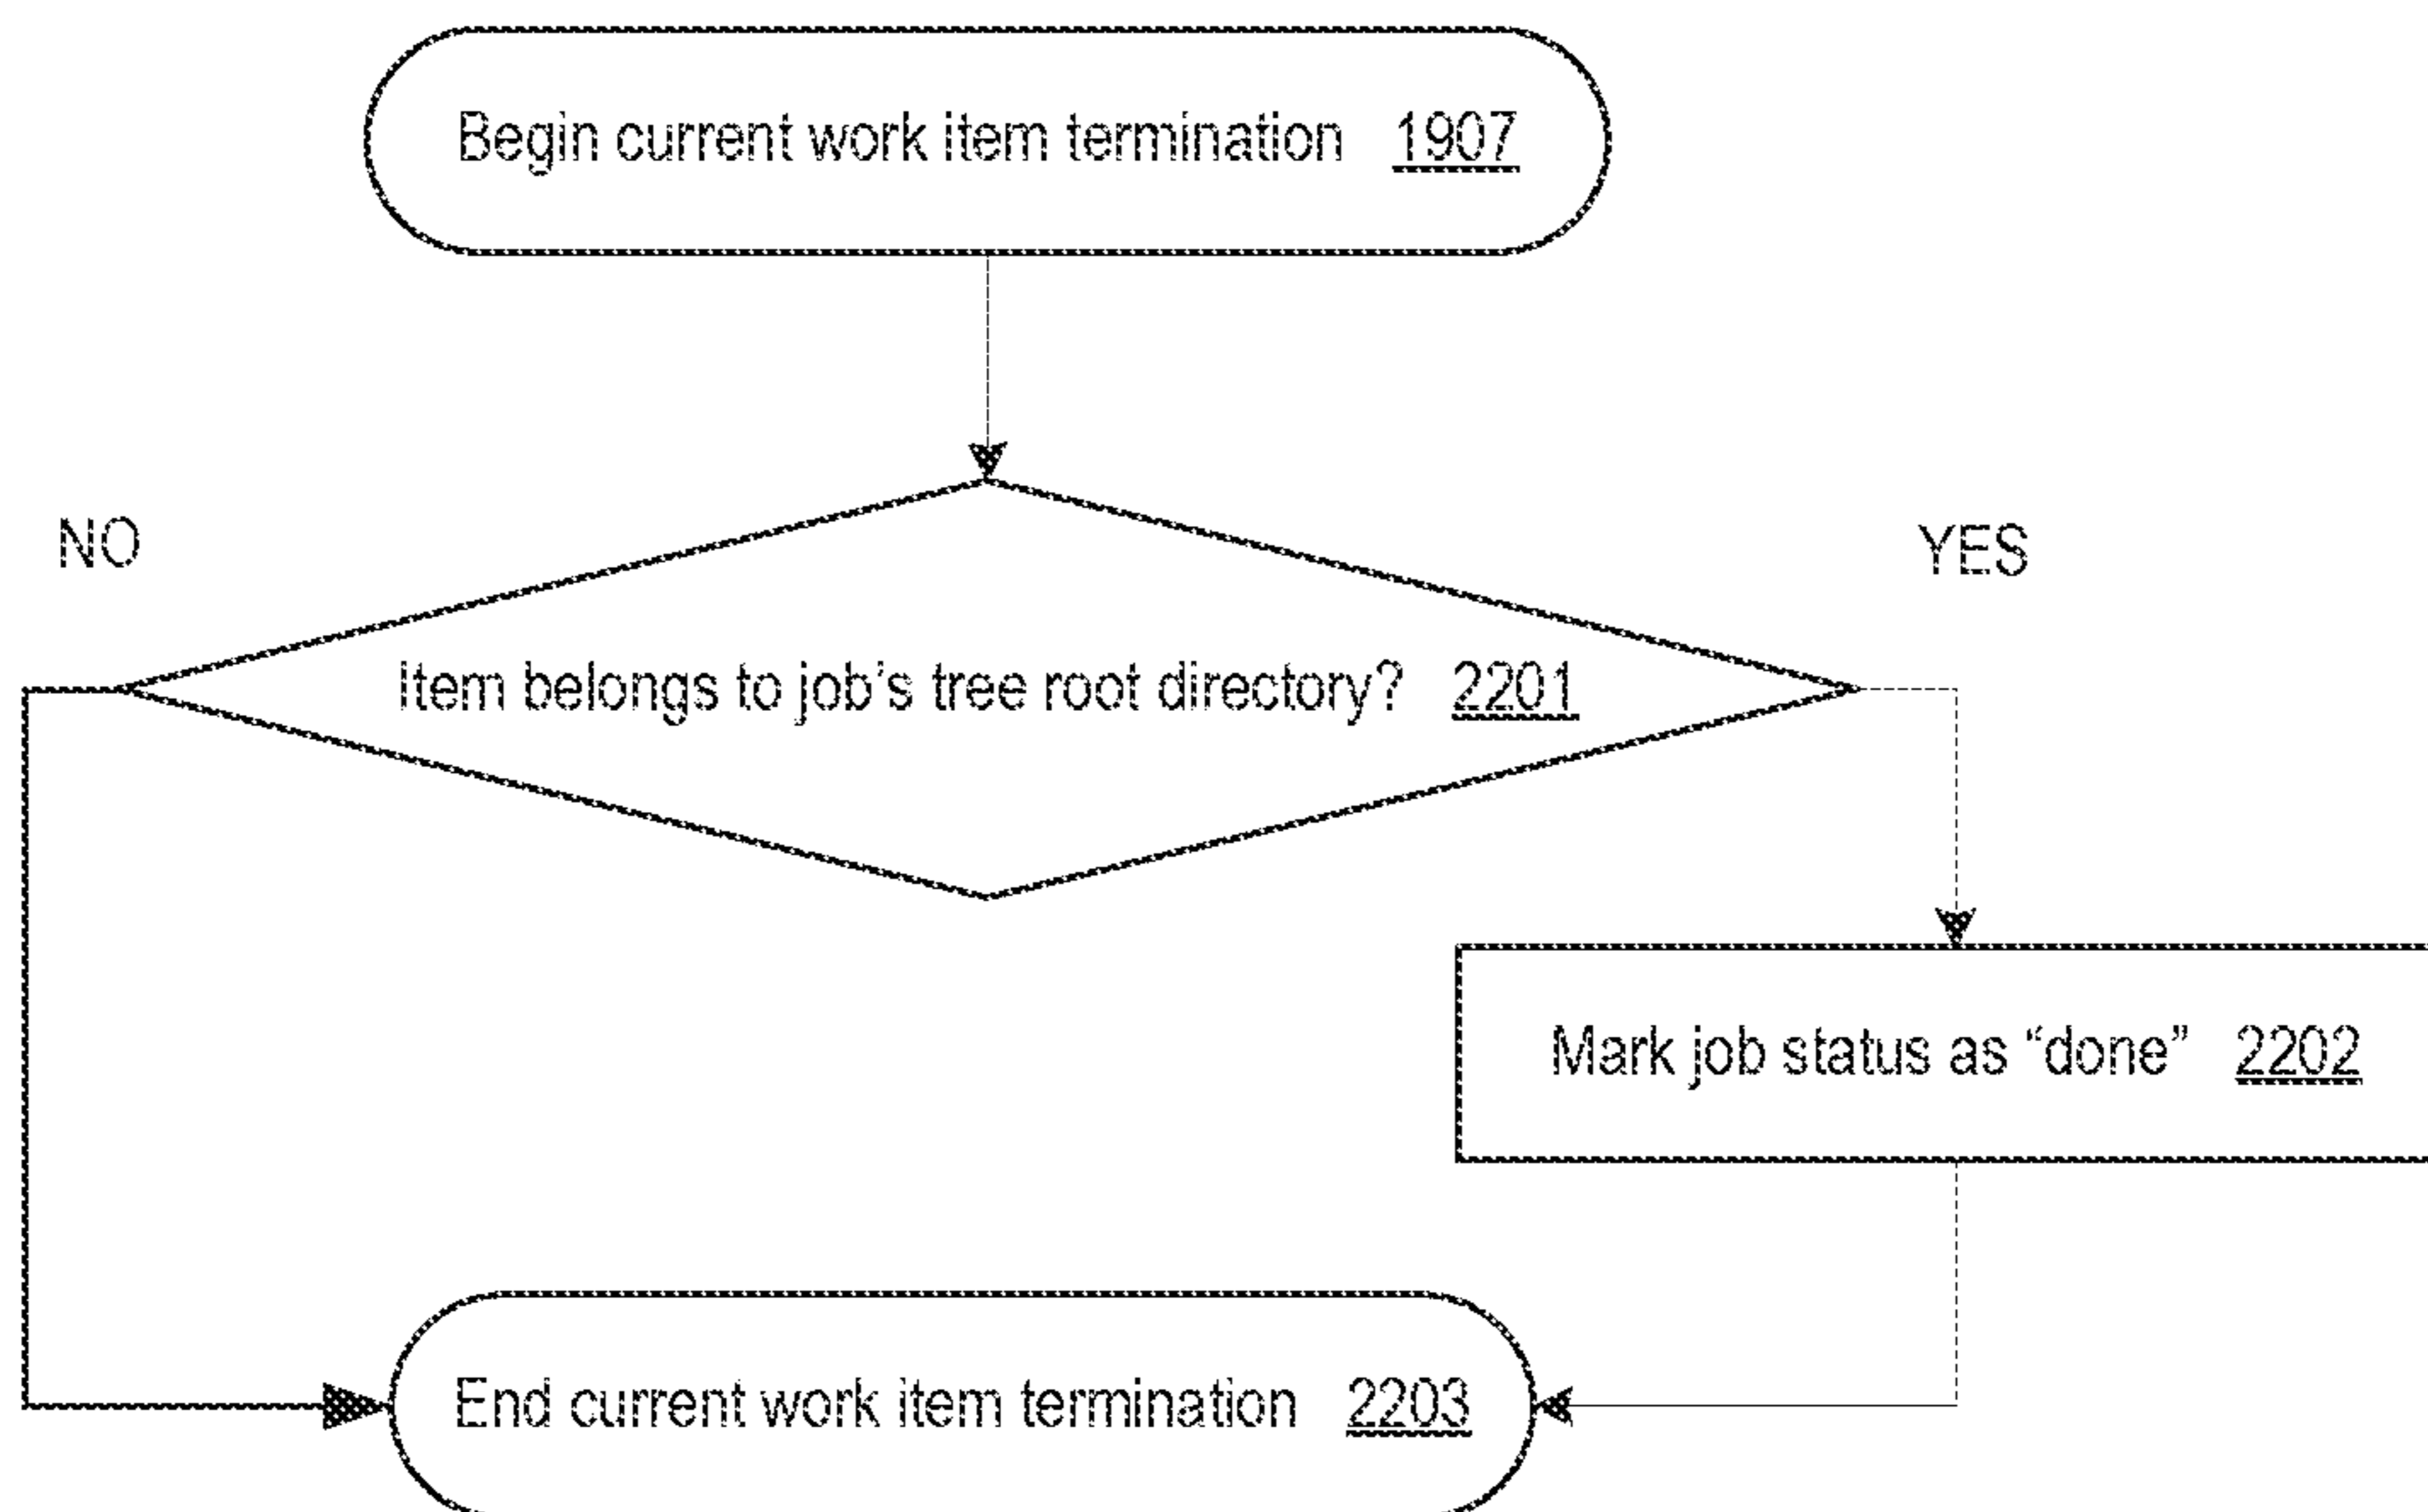 Begin current work item termination 1907
NO
YES
Item belongs to job's tree root directory? 2201
Mark job status as “done” 2202
End current work item termination 2203